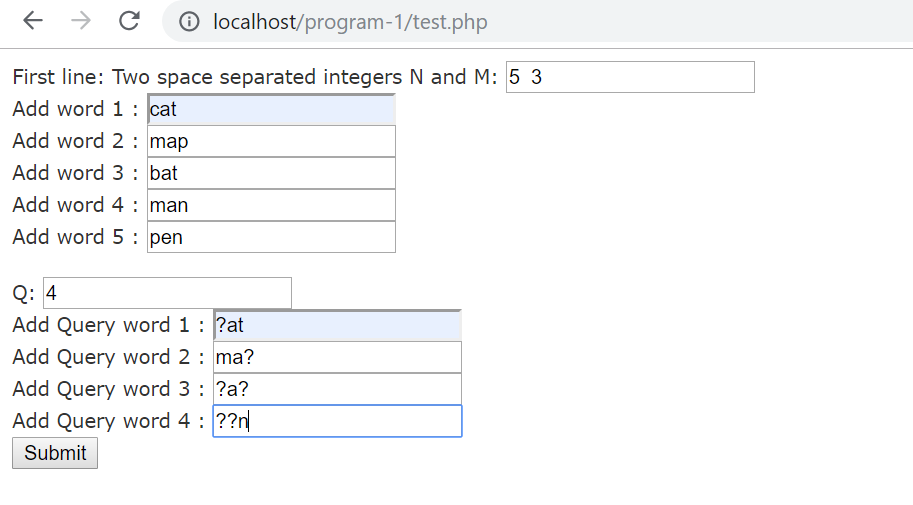 localhost/program-1/test.php
First line: Two space separated integers N and M: 5 3
Add word 1 : cat
Add word 2 : map
Add word 3 : bat
Add word 4 : man
Add word 5 : pen
Q: 4
Add Query word 1 : ?at
Add Query word 2 : ma?
Add Query word 3 : ?a?
Add Query word 4 : ??n
Submit